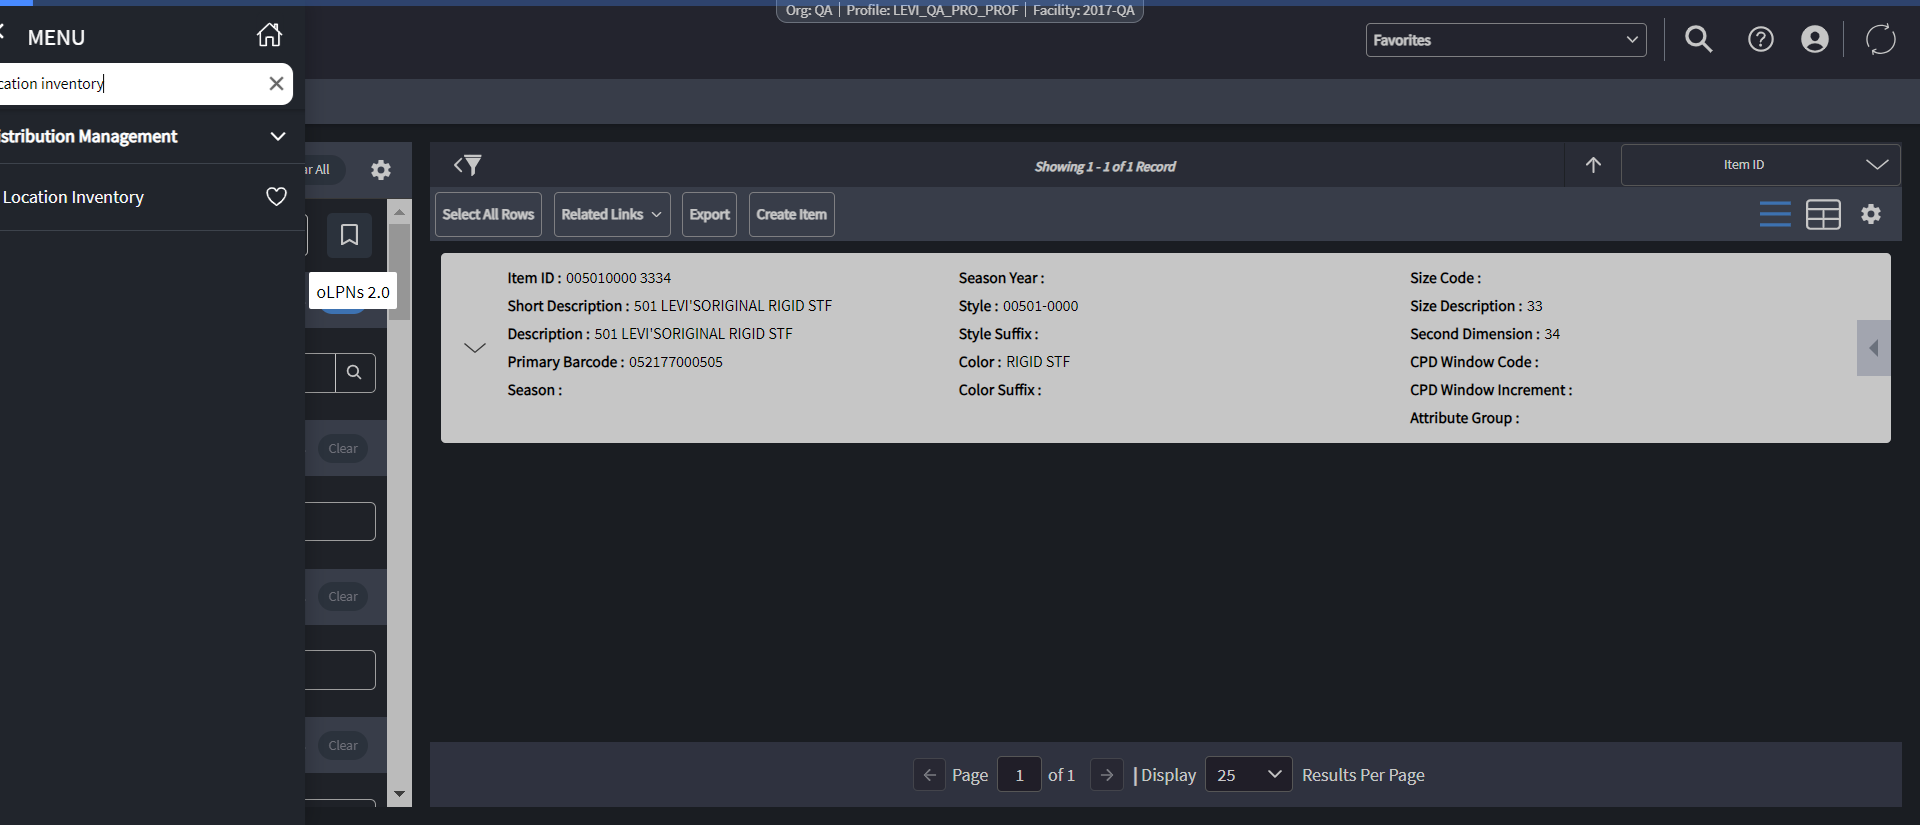 Org: QA | Profile: LEVI_QA_PRO_PROF | Facility: 2017-QA
MENU
Favorites
cation inventory
istribution Management
Location Inventory
ar All
oLPNs 2.0
Clear
Clear
Clear
Showing 1 - 1 of 1 Record
Item ID
Select All Rows
Related Links
Export
Create Item
Item ID : 005010000 3334
Short Description : 501 LEVI'SORIGINAL RIGID STF
Description : 501 LEVI'SORIGINAL RIGID STF
Primary Barcode : 052177000505
Season :
Season Year :
Style : 00501-0000
Style Suffix :
Color : RIGID STF
Color Suffix :
Size Code :
Size Description : 33
Second Dimension : 34
CPD Window Code :
CPD Window Increment :
Attribute Group :
Page 1 of 1 | Display 25 Results Per Page